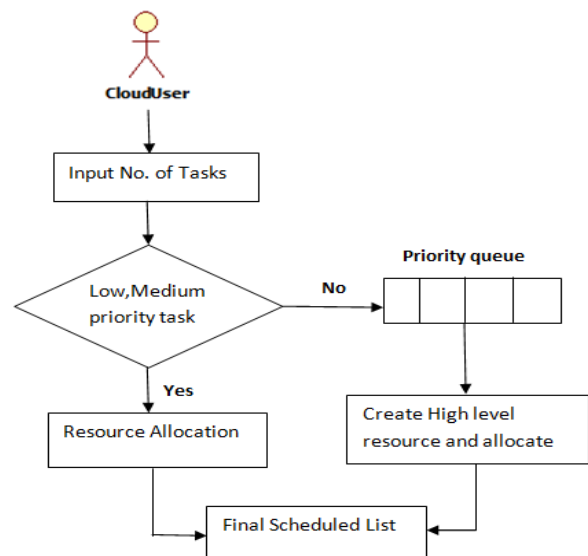 CloudUser
Input No. of Tasks
Low,Medium
priority task
No
Priority queue
Yes
Resource Allocation
Create High level
resource and allocate
Final Scheduled List